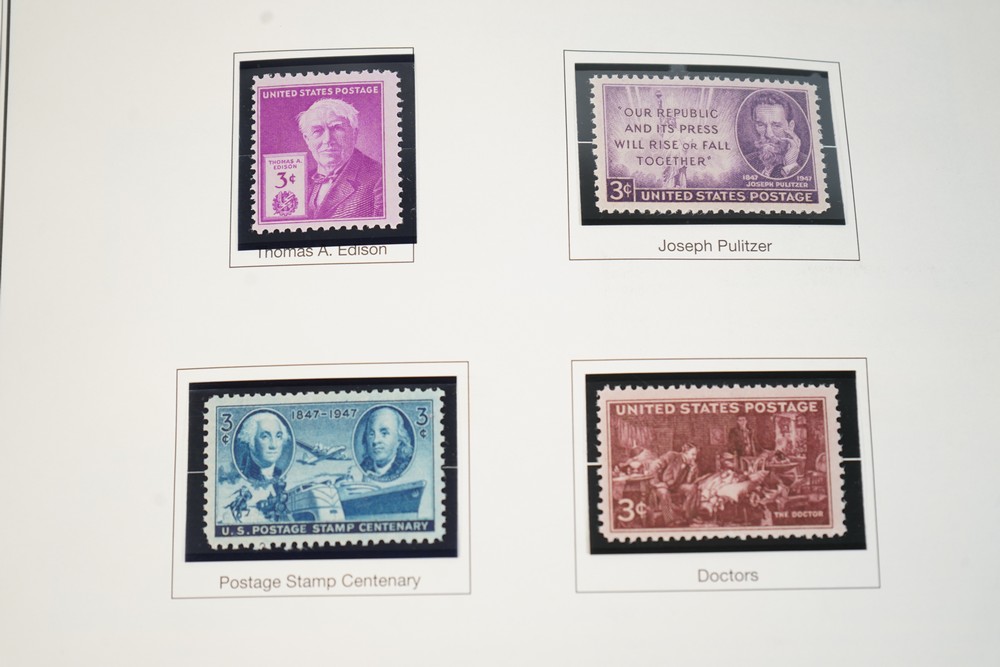 UNITED STATES POSTAGE
THOMAS A.
EDISON
3¢
Thomas A. Edison
"OUR REPUBLIC
AND ITS PRESS
WILL RISE OR FALL
TOGETHER"
1847 1947
JOSEPH PULITZER
3¢ UNITED STATES POSTAGE
Joseph Pulitzer
3¢ 1847-1947 3¢
U.S. POSTAGE STAMP CENTENARY
Postage Stamp Centenary
UNITED STATES POSTAGE
3¢ THE DOCTOR
Doctors